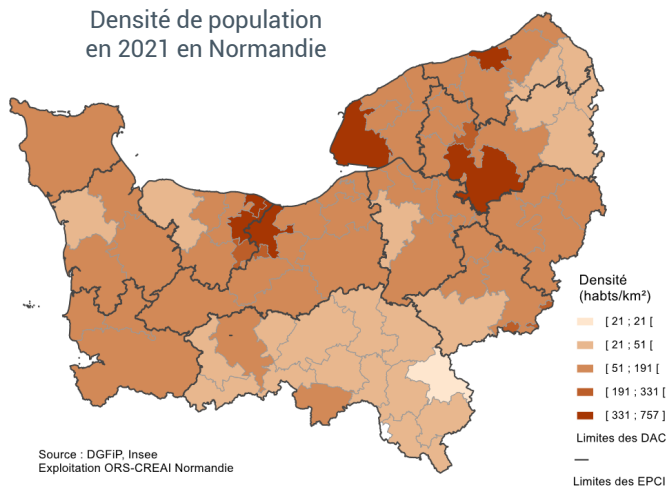 Densité de population
en 2021 en Normandie
Densité
(habts/km²)
[ 21 ; 21 [
[ 21 ; 51 [
[ 51 ; 191 [
[ 191 ; 331 [
[ 331 ; 757 ]
Limites des DAC
Limites des EPCI
Source : DGFiP, Insee
Exploitation ORS-CREAI Normandie